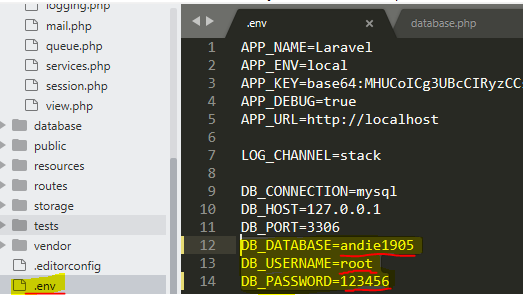 logging.php
mail.php
queue.php
services.php
session.php
view.php
database
public
resources
routes
storage
tests
vendor
.editorconfig
.env
.env
database.php
1 APP_NAME=Laravel
2 APP_ENV=local
3 APP_KEY=base64:MHUCoICg3UBcCIRyzCC
4 APP_DEBUG=true
5 APP_URL=http://localhost
6
7 LOG_CHANNEL=stack
8
9 DB_CONNECTION=mysql
10 DB_HOST=127.0.0.1
11 DB_PORT=3306
12 DB_DATABASE=andie1905
13 DB_USERNAME=root
14 DB_PASSWORD=123456